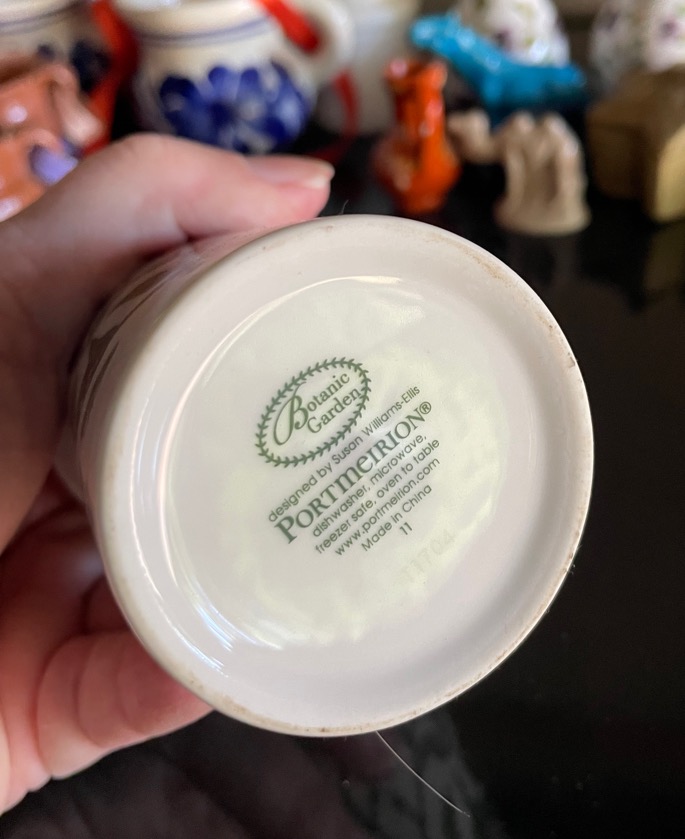 Botanic
Garden
designed by Susan Williams-Ellis
PORTMEIRION®
dishwasher, microwave,
freezer safe, oven to table
www.portmeirion.com
Made in China
11